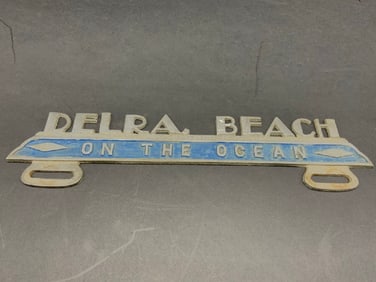 DELRA. BEACH
ON THE OCEAN